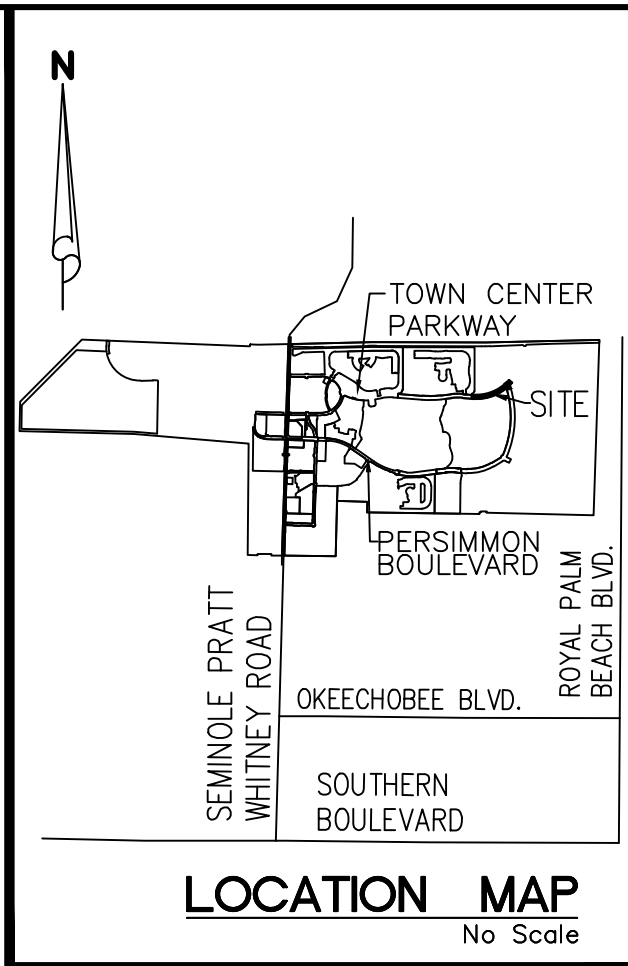 N
TOWN CENTER
PARKWAY
SITE
PERSIMMON
BOULEVARD
ROYAL PALM
BEACH BLVD.
SEMINOLE PRATT
WHITNEY ROAD
OKEECHOBEE BLVD.
SOUTHERN
BOULEVARD
LOCATION MAP
No Scale